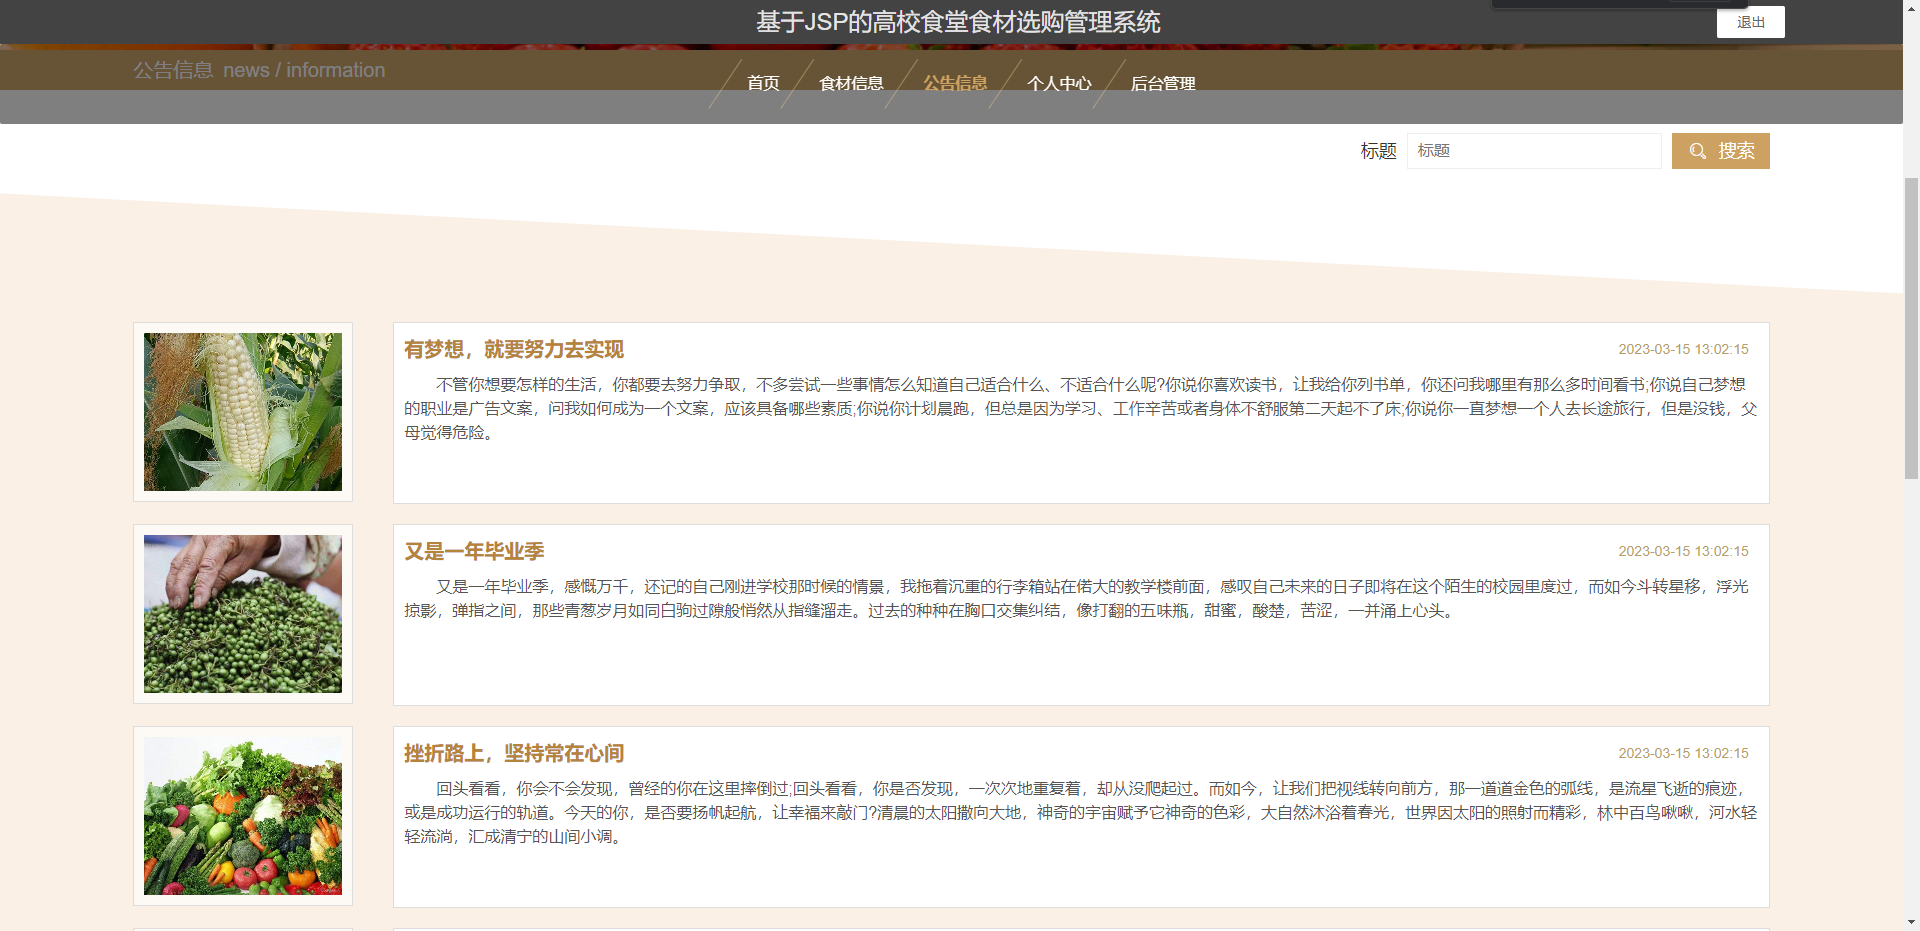 基于JSP的高校食堂食材选购管理系统
退出
公告信息 news / information
首页 食材信息 公告信息 个人中心 后台管理
标题 标题 搜索
有梦想，就要努力去实现 2023-03-15 13:02:15
不管你想要怎样的生活，你都要去努力争取，不多尝试一些事情怎么知道自己适合什么、不适合什么呢?你说你喜欢读书，让我给你列书单，你还问我哪里有那么多时间看书;你说自己梦想
的职业是广告文案，问我如何成为一个文案，应该具备哪些素质;你说你计划晨跑，但总是因为学习、工作辛苦或者身体不舒服第二天起不了床;你说你一直梦想一个人去长途旅行，但是没钱，父
母觉得危险。
又是一年毕业季 2023-03-15 13:02:15
又是一年毕业季，感慨万千，还记的自己刚进学校那时候的情景，我拖着沉重的行李箱站在偌大的教学楼前面，感叹自己未来的日子即将在这个陌生的校园里度过，而如今斗转星移，浮光
掠影，弹指之间，那些青葱岁月如同白驹过隙般悄然从指缝溜走。过去的种种在胸口交集纠结，像打翻的五味瓶，甜蜜，酸楚，苦涩，一并涌上心头。
挫折路上，坚持常在心间 2023-03-15 13:02:15
回头看看，你会不会发现，曾经的你在这里摔倒过;回头看看，你是否发现，一次次地重复着，却从没爬起过。而如今，让我们把视线转向前方，那一道道金色的弧线，是流星飞逝的痕迹，
或是成功运行的轨道。今天的你，是否要扬帆起航，让幸福来敲门?清晨的太阳撒向大地，神奇的宇宙赋予它神奇的色彩，大自然沐浴着春光，世界因太阳的照射而精彩，林中百鸟啾啾，河水轻
轻流淌，汇成清宁的山间小调。